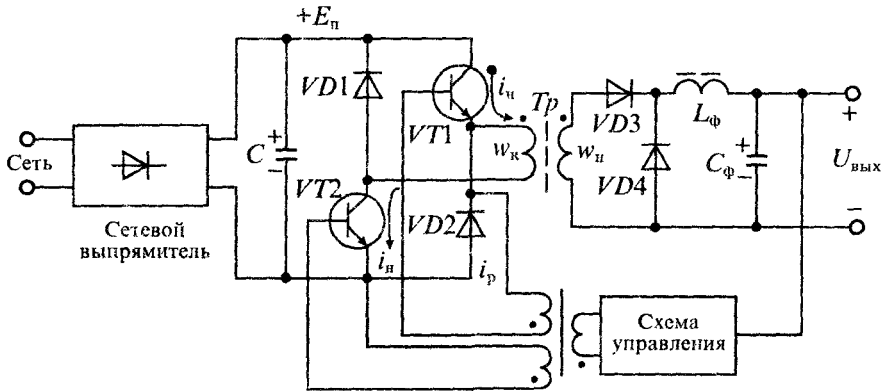 +Eп
Сеть
Сетевой
выпрямитель
C
+
−
VD1
VT1
VT2
VD2
iн
iн
iр
Tp
wк
wн
VD3
VD4
Lф
Cф
+
−
+
Uвых
−
Схема
управления